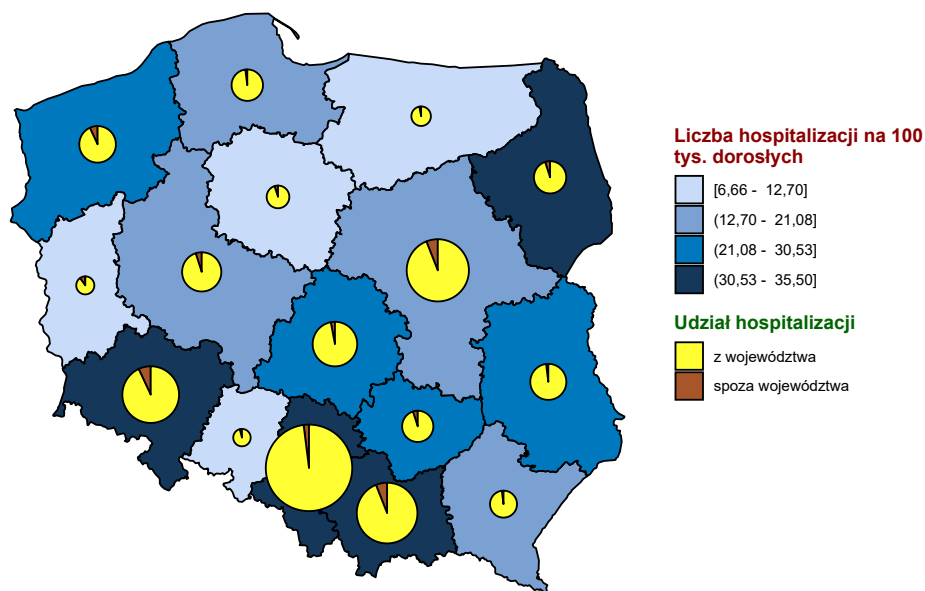 Liczba hospitalizacji na 100
tys. dorosłych
[6,66 - 12,70]
(12,70 - 21,08]
(21,08 - 30,53]
(30,53 - 35,50]
Udział hospitalizacji
z województwa
spoza województwa